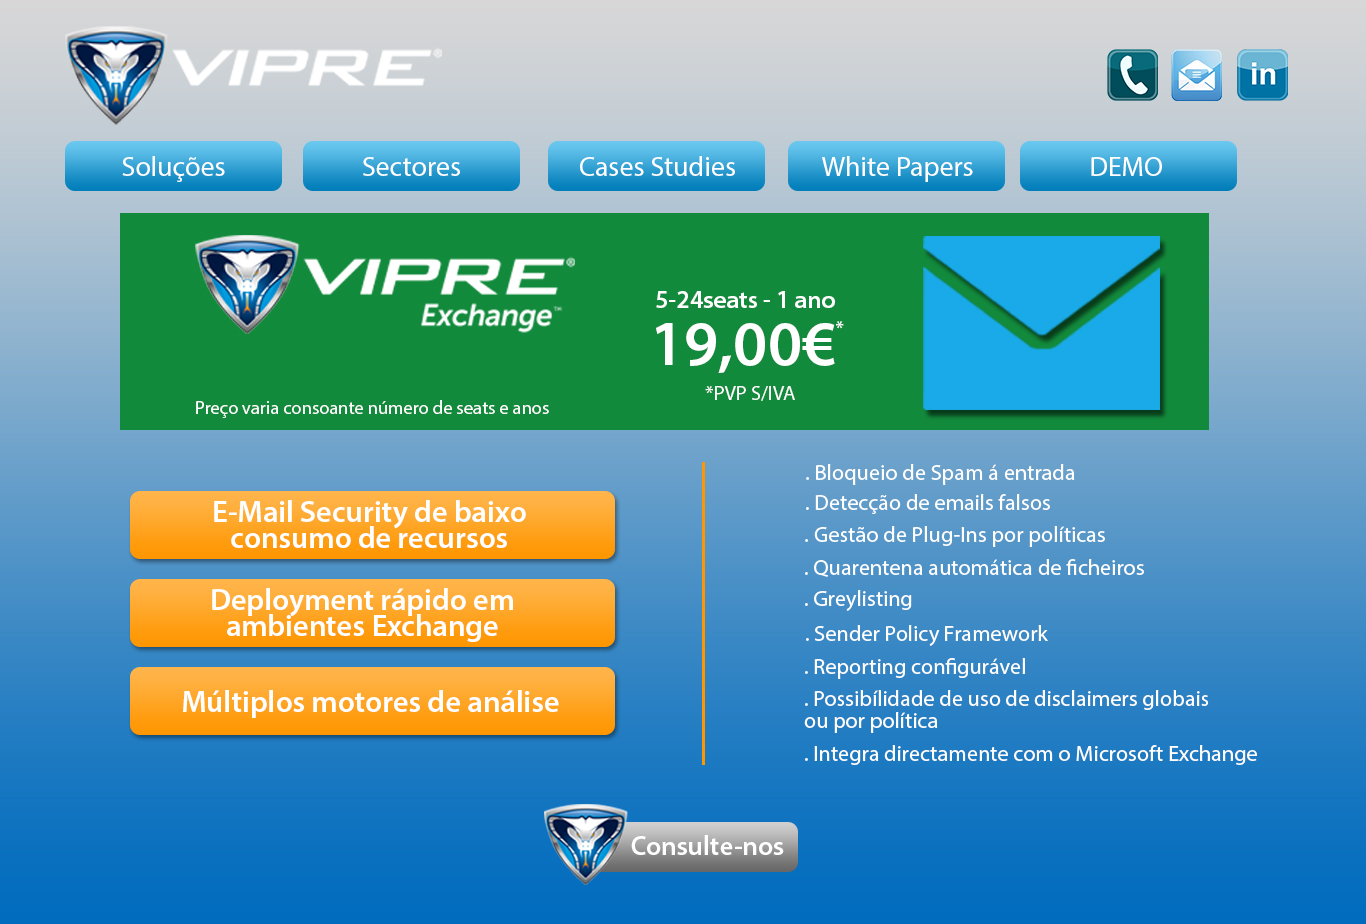 VIPRE®
in
Soluções
Sectores
Cases Studies
White Papers
DEMO
VIPRE®
Exchange™
5-24seats - 1 ano
19,00€*
*PVP S/IVA
Preço varia consoante número de seats e anos
E-Mail Security de baixo
consumo de recursos
Deployment rápido em
ambientes Exchange
Múltiplos motores de análise
. Bloqueio de Spam á entrada
. Detecção de emails falsos
. Gestão de Plug-Ins por políticas
. Quarentena automática de ficheiros
. Greylisting
. Sender Policy Framework
. Reporting configurável
. Possibílidade de uso de disclaimers globais
ou por política
. Integra directamente com o Microsoft Exchange
Consulte-nos